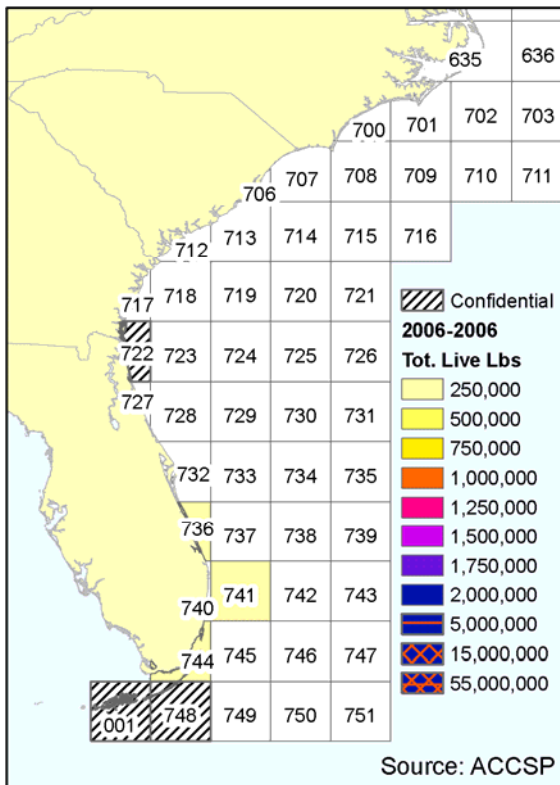 635 636
700 701 702 703
706 707 708 709 710 711
712 713 714 715 716
717 718 719 720 721
722 723 724 725 726
727 728 729 730 731
732 733 734 735
736 737 738 739
740 741 742 743
744 745 746 747
001 748 749 750 751
Confidential
2006-2006
Tot. Live Lbs
250,000
500,000
750,000
1,000,000
1,250,000
1,500,000
1,750,000
2,000,000
5,000,000
15,000,000
55,000,000
Source: ACCSP